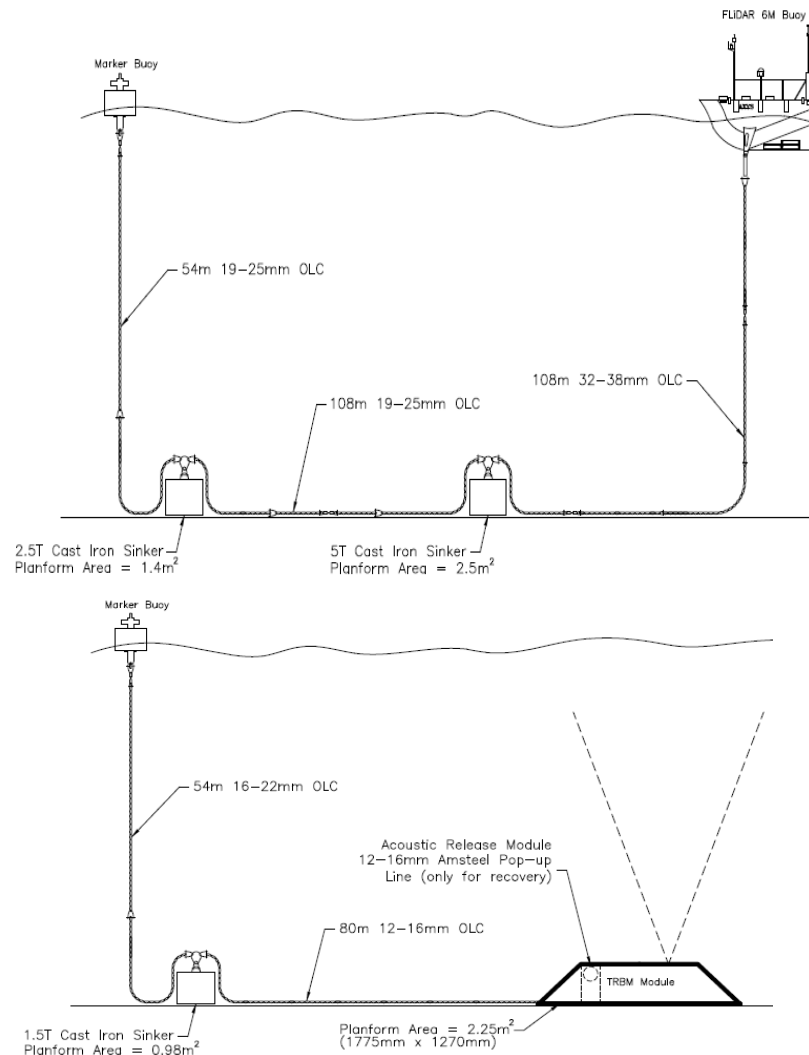 FLiDAR 6M Buoy
Marker Buoy
54m 19-25mm OLC
108m 32-38mm OLC
108m 19-25mm OLC
2.5T Cast Iron Sinker
Planform Area = 1.4m²
5T Cast Iron Sinker
Planform Area = 2.5m²
Marker Buoy
54m 16-22mm OLC
Acoustic Release Module
12-16mm Amsteel Pop-up
Line (only for recovery)
80m 12-16mm OLC
TRBM Module
1.5T Cast Iron Sinker
Planform Area = 0.98m²
Planform Area = 2.25m²
(1775mm x 1270mm)